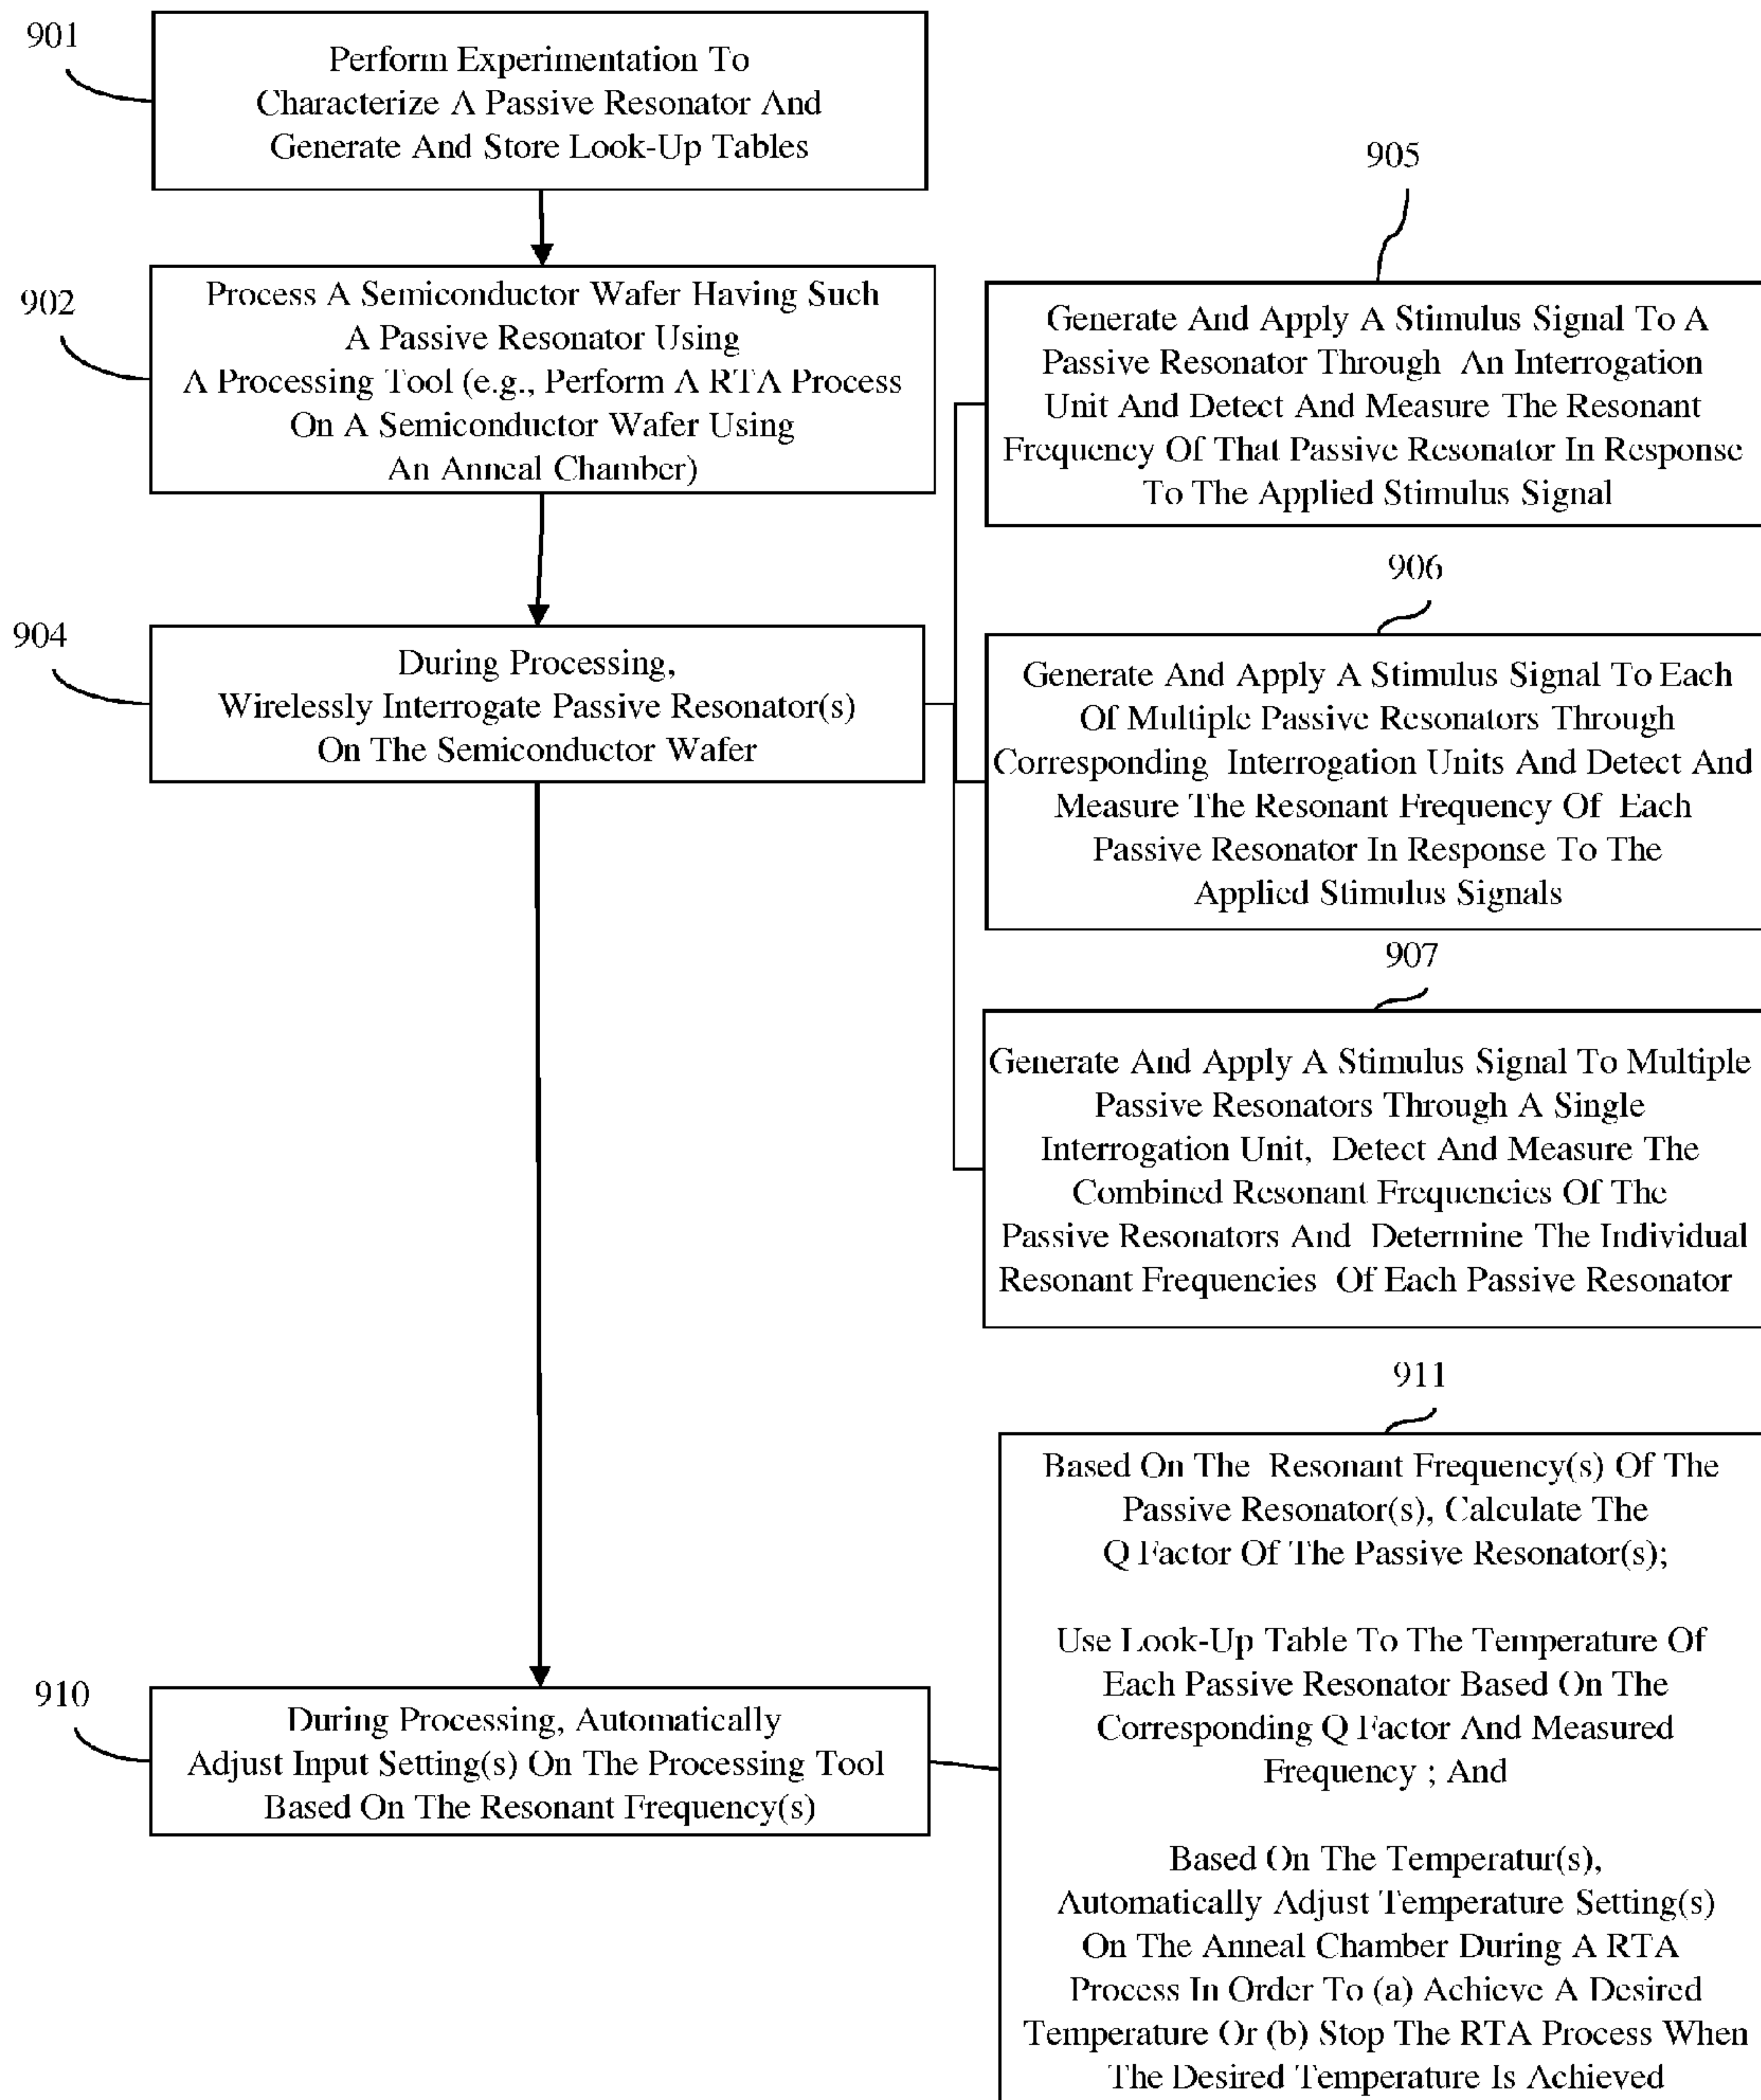 901
Perform Experimentation To
Characterize A Passive Resonator And
Generate And Store Look-Up Tables
902
Process A Semiconductor Wafer Having Such
A Passive Resonator Using
A Processing Tool (e.g., Perform A RTA Process
On A Semiconductor Wafer Using
An Anneal Chamber)
904
During Processing,
Wirelessly Interrogate Passive Resonator(s)
On The Semiconductor Wafer
905
Generate And Apply A Stimulus Signal To A
Passive Resonator Through An Interrogation
Unit And Detect And Measure The Resonant
Frequency Of That Passive Resonator In Response
To The Applied Stimulus Signal
906
Generate And Apply A Stimulus Signal To Each
Of Multiple Passive Resonators Through
Corresponding Interrogation Units And Detect And
Measure The Resonant Frequency Of Each
Passive Resonator In Response To The
Applied Stimulus Signals
907
Generate And Apply A Stimulus Signal To Multiple
Passive Resonators Through A Single
Interrogation Unit, Detect And Measure The
Combined Resonant Frequencies Of The
Passive Resonators And Determine The Individual
Resonant Frequencies Of Each Passive Resonator
910
During Processing, Automatically
Adjust Input Setting(s) On The Processing Tool
Based On The Resonant Frequency(s)
911
Based On The Resonant Frequency(s) Of The
Passive Resonator(s), Calculate The
Q Factor Of The Passive Resonator(s);
Use Look-Up Table To The Temperature Of
Each Passive Resonator Based On The
Corresponding Q Factor And Measured
Frequency ; And
Based On The Temperatur(s),
Automatically Adjust Temperature Setting(s)
On The Anneal Chamber During A RTA
Process In Order To (a) Achieve A Desired
Temperature Or (b) Stop The RTA Process When
The Desired Temperature Is Achieved